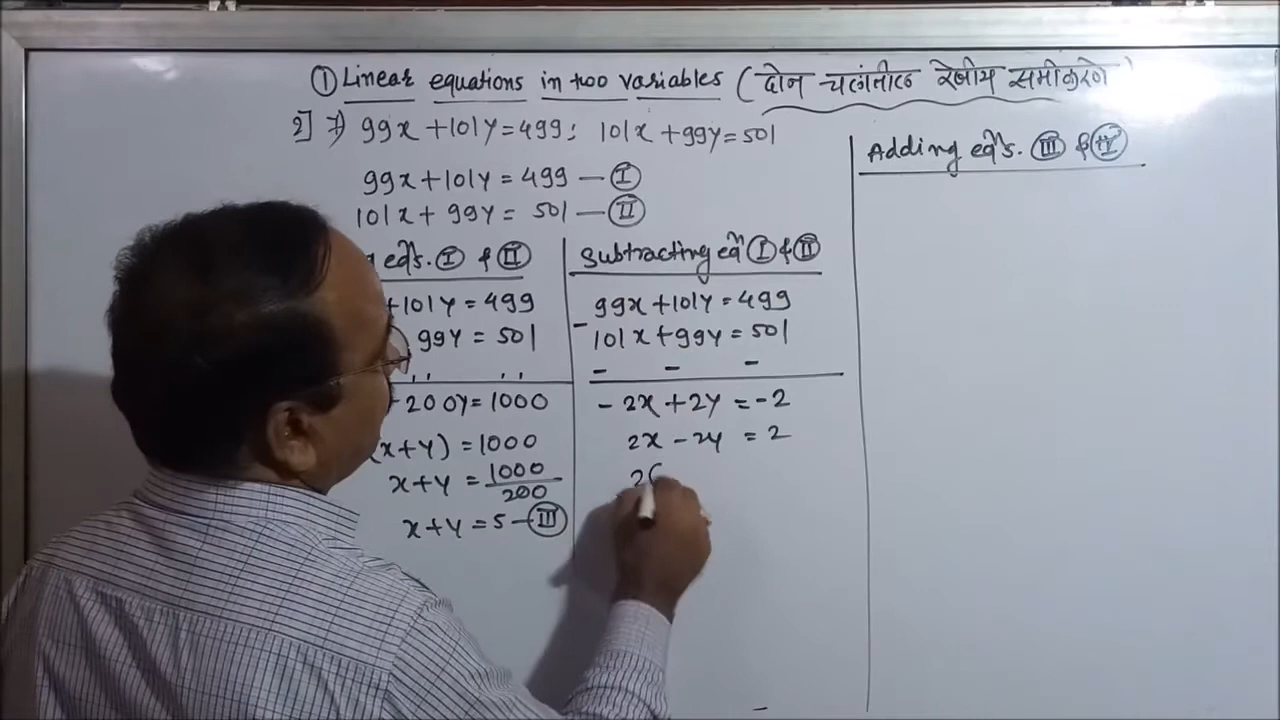 ① Linear equations in two variables (दोन चलांतील रेषीय समीकरणे)
2] 7) 99x + 101y = 499; 101x + 99y = 501
99x + 101y = 499 — Ⅰ
101x + 99y = 501 — Ⅱ
eqⁿs. Ⅰ & Ⅱ
+ 101y = 499
99y = 501
200y = 1000
(x + y) = 1000
x + y = 1000/200
x + y = 5 — Ⅲ
Subtracting eqⁿ Ⅰ & Ⅱ
99x + 101y = 499
- 101x + 99y = 501
- - -
- 2x + 2y = -2
2x - 2y = 2
2(
Adding eqⁿs. Ⅲ & Ⅳ